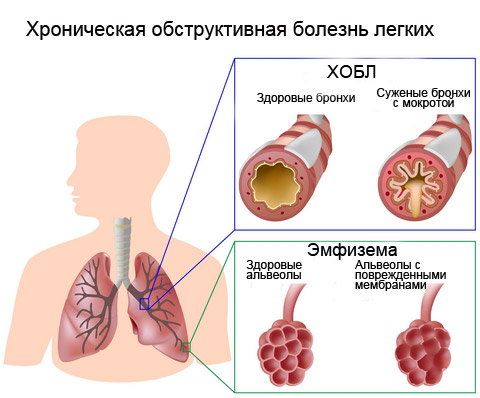 Хроническая обструктивная болезнь легких
ХОБЛ
Здоровые бронхи
Суженые бронхи
с мокротой
Эмфизема
Здоровые
альвеолы
Альвеолы с
поврежденными
мембранами